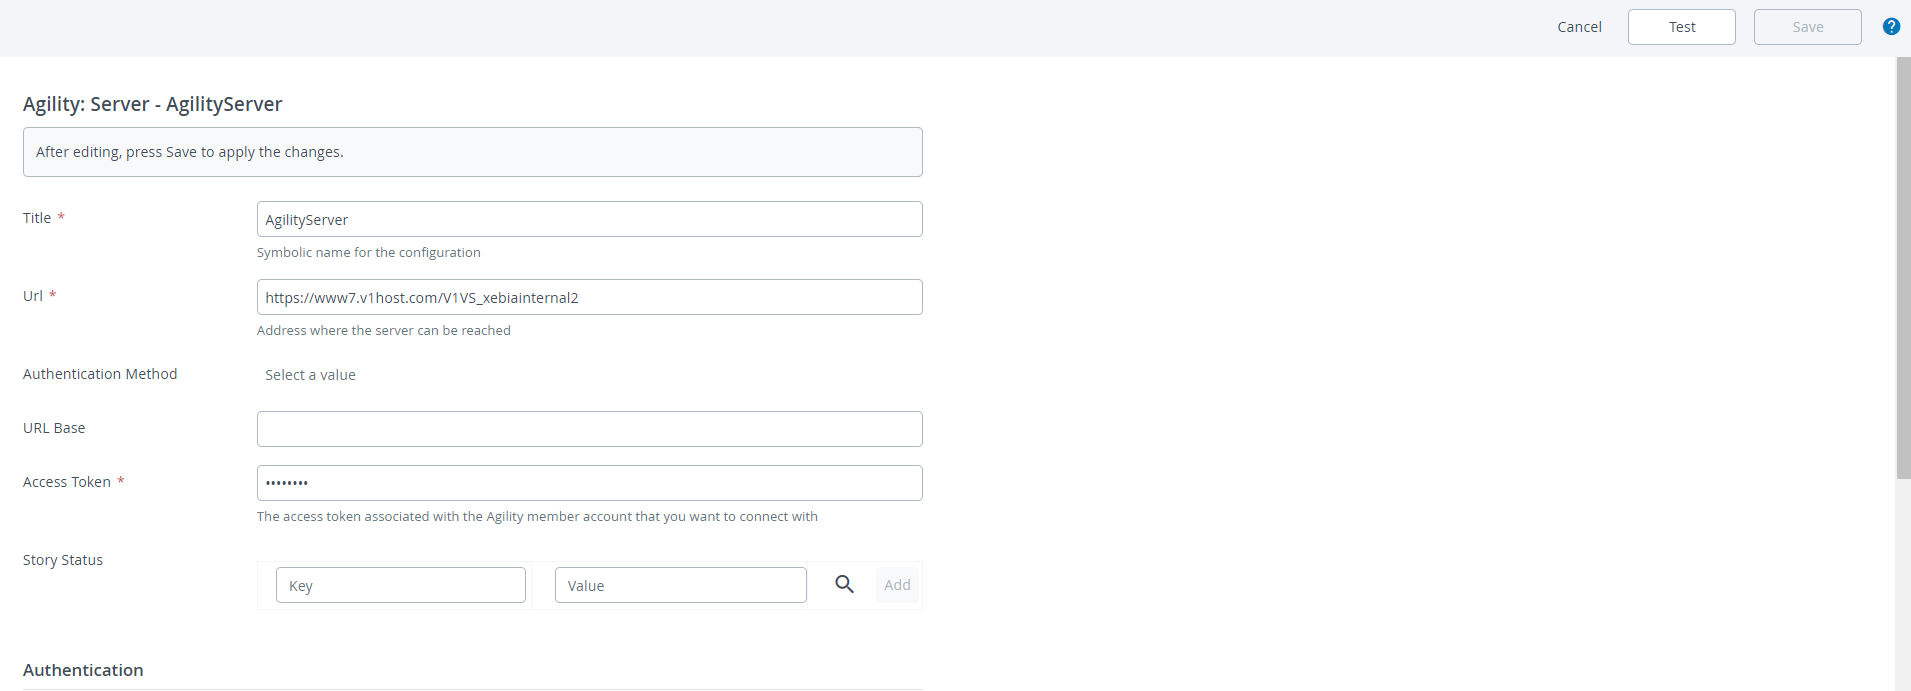 Cancel Test Save ?
Agility: Server - AgilityServer
After editing, press Save to apply the changes.
Title * AgilityServer
Symbolic name for the configuration
Url * https://www7.v1host.com/V1VS_xebiainternal2
Address where the server can be reached
Authentication Method Select a value
URL Base
Access Token * ••••••••
The access token associated with the Agility member account that you want to connect with
Story Status
Key Value Add
Authentication